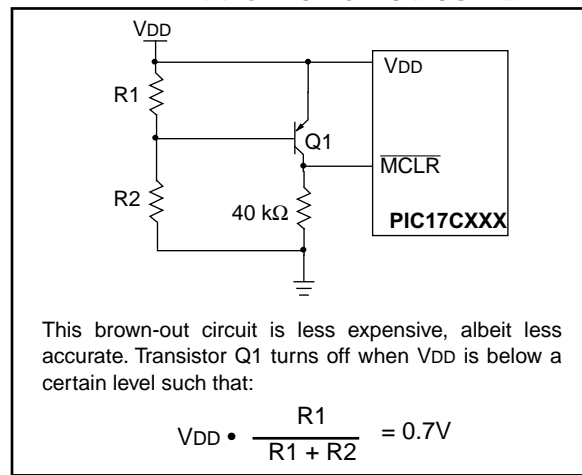 VDD
VDD
R1
Q1
MCLR
R2
40 kΩ
PIC17CXXX
This brown-out circuit is less expensive, albeit less
accurate. Transistor Q1 turns off when VDD is below a
certain level such that:
VDD • R1 / R1 + R2 = 0.7V